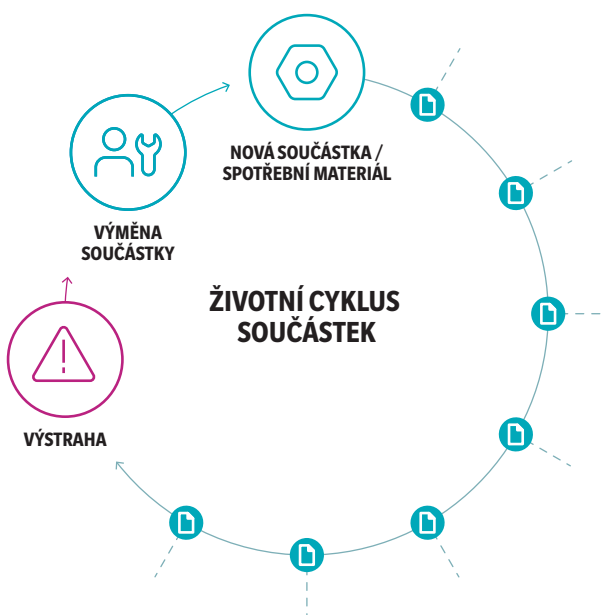 NOVÁ SOUČÁSTKA /
SPOTŘEBNÍ MATERIÁL
VÝMĚNA
SOUČÁSTKY
ŽIVOTNÍ CYKLUS
SOUČÁSTEK
VÝSTRAHA